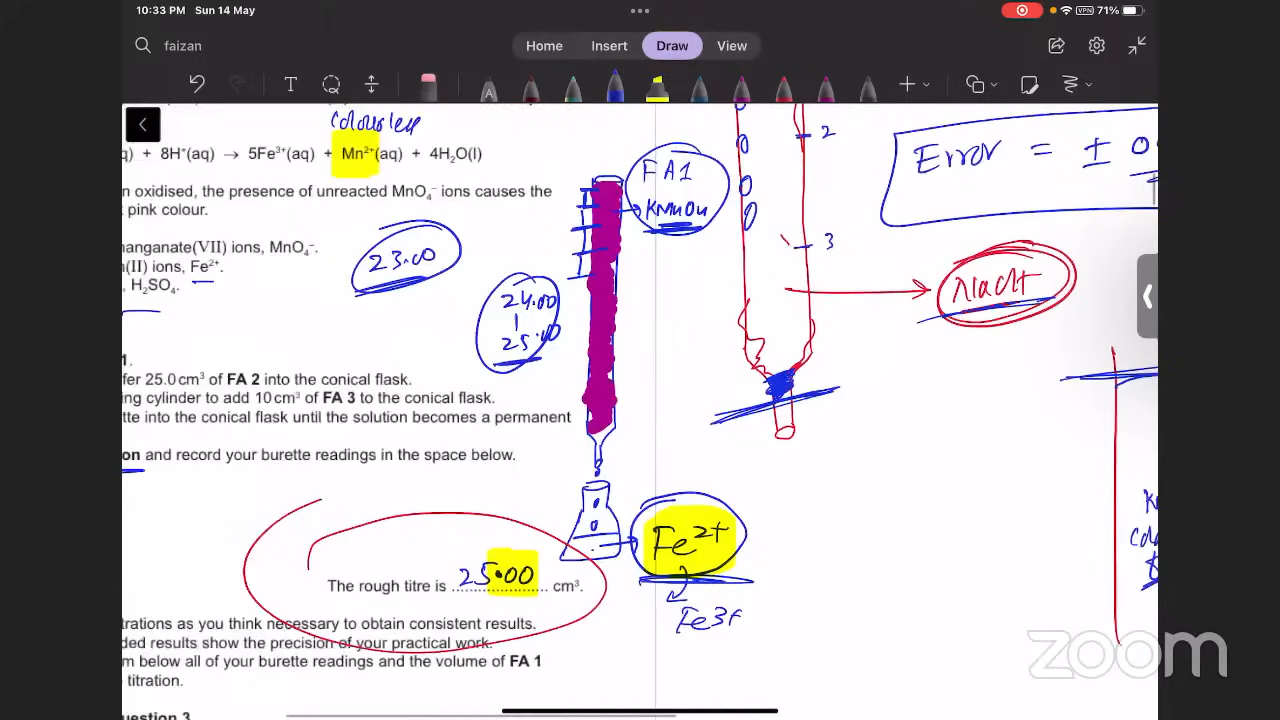 10:33 PM Sun 14 May
VPN 71%
faizan
Home Insert Draw View
colourless
q) + 8H⁺(aq) → 5Fe³⁺(aq) + Mn²⁺(aq) + 4H₂O(l)
n oxidised, the presence of unreacted MnO₄⁻ ions causes the
pink colour.
manganate(VII) ions, MnO₄⁻.
(II) ions, Fe²⁺.
, H₂SO₄.
23.00
24.00
25.10
FA1
KMnO4
2
3
Error = ±
1.
fer 25.0 cm³ of FA 2 into the conical flask.
ing cylinder to add 10 cm³ of FA 3 to the conical flask.
tte into the conical flask until the solution becomes a permanent
on and record your burette readings in the space below.
Fe2+
Fe3+
The rough titre is 25.00 cm³.
trations as you think necessary to obtain consistent results.
ded results show the precision of your practical work.
m below all of your burette readings and the volume of FA 1
titration.
uestion 3
zoom